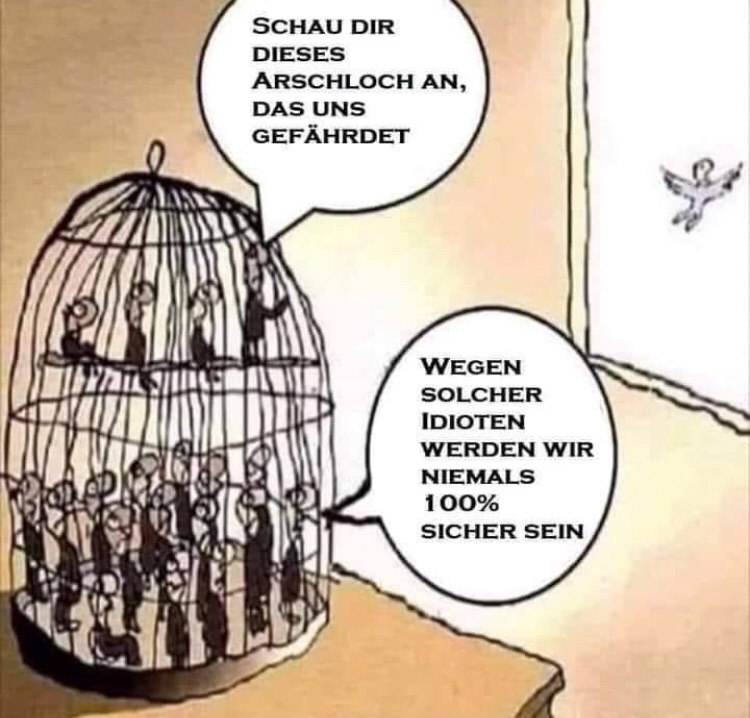 Schau dir
dieses
Arschloch an,
das uns
gefährdet
Wegen
solcher
Idioten
werden wir
niemals
100%
sicher sein